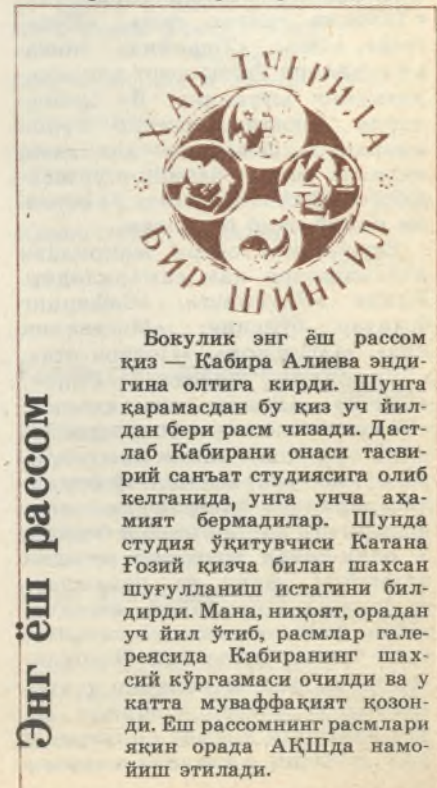 ҲАР ТЎҒРИДА
БИР ШИНГИЛ
Энг ёш рассом
Бокулик энг ёш рассом
қиз — Кабира Алиева энди-
гина олтига кирди. Шунга
қарамасдан бу қиз уч йил-
дан бери расм чизади. Даст-
лаб Кабирани онаси тасви-
рий санъат студиясига олиб
келганида, унга унча аҳа-
мият бермадилар. Шунда
студия ўқитувчиси Катана
Ғозий қизча билан шахсан
шуғулланиш истагини бил-
дирди. Мана, ниҳоят, орадан
уч йил ўтиб, расмлар гале-
реясида Кабиранинг шах-
сий кўргазмаси очилди ва у
катта муваффақият қозон-
ди. Еш рассомнинг расмлари
яқин орада АҚШда намо-
йиш этилади.